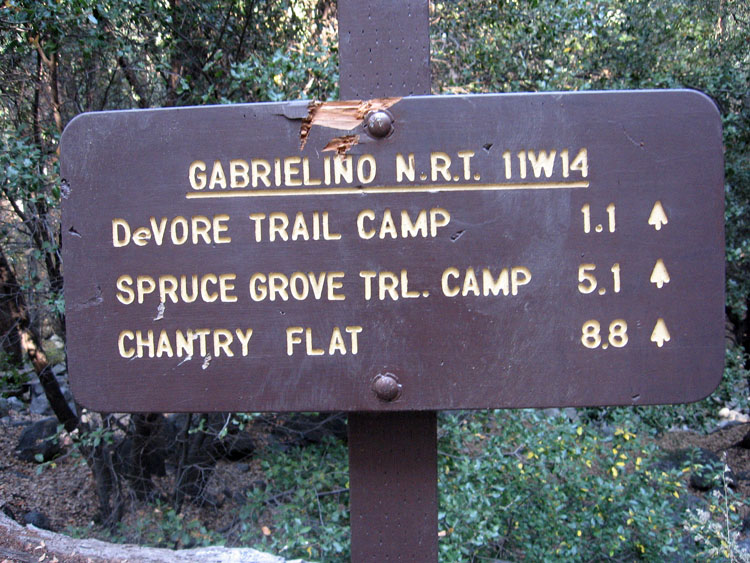 GABRIELINO N.R.T. 11W14
DeVORE TRAIL CAMP 1.1
SPRUCE GROVE TRL. CAMP 5.1
CHANTRY FLAT 8.8